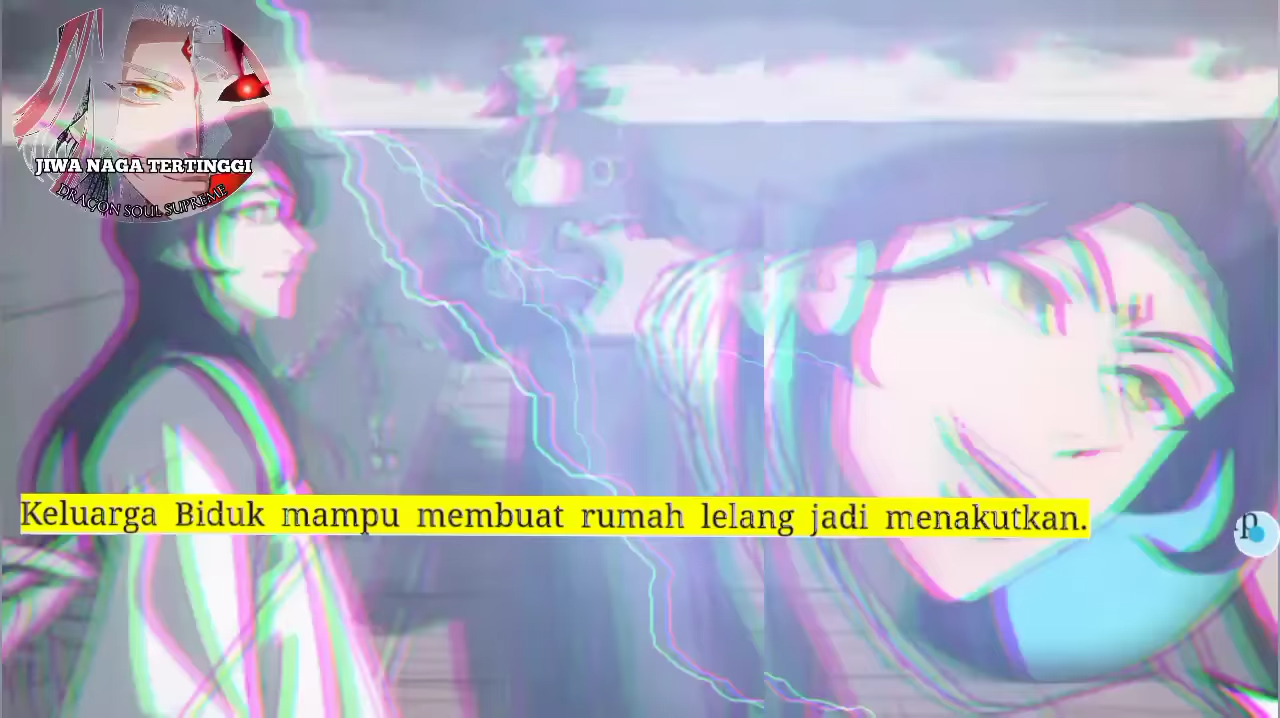 JIWA NAGA TERTINGGI
DRAGON SOUL SUPREME
Keluarga Biduk mampu membuat rumah lelang jadi menakutkan.